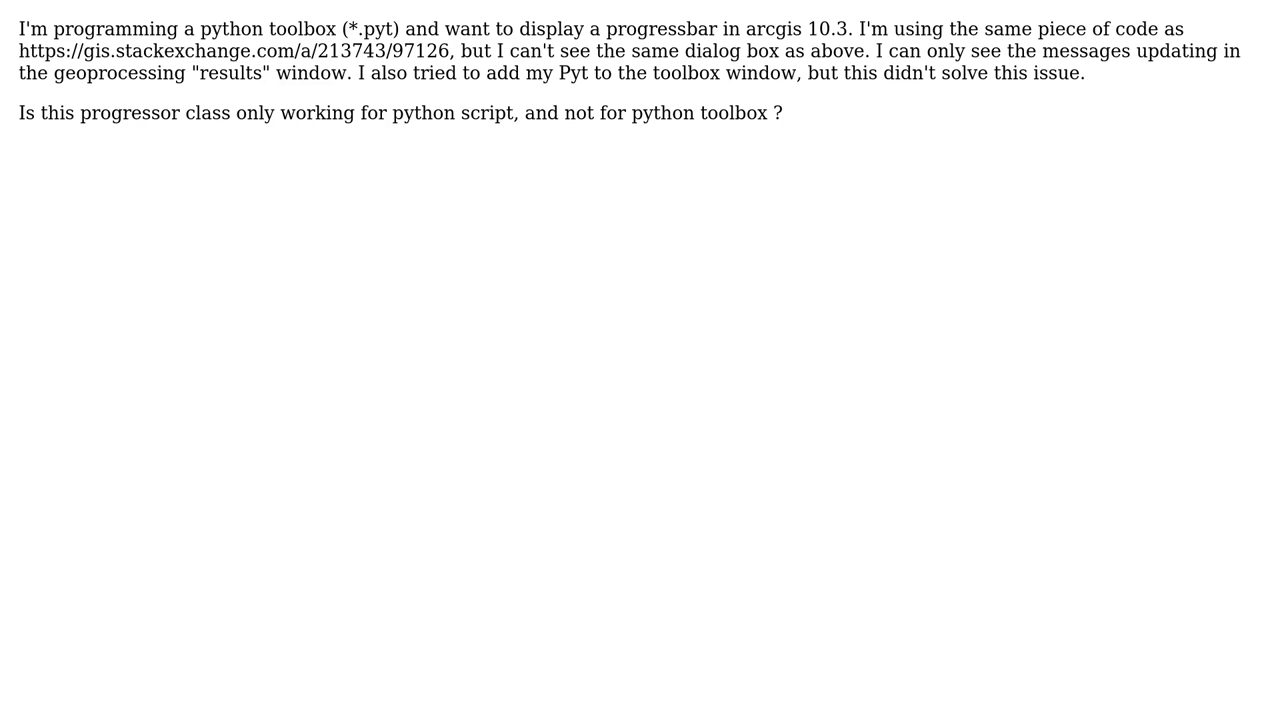 I'm programming a python toolbox (*.pyt) and want to display a progressbar in arcgis 10.3. I'm using the same piece of code as
https://gis.stackexchange.com/a/213743/97126, but I can't see the same dialog box as above. I can only see the messages updating in
the geoprocessing "results" window. I also tried to add my Pyt to the toolbox window, but this didn't solve this issue.
Is this progressor class only working for python script, and not for python toolbox ?